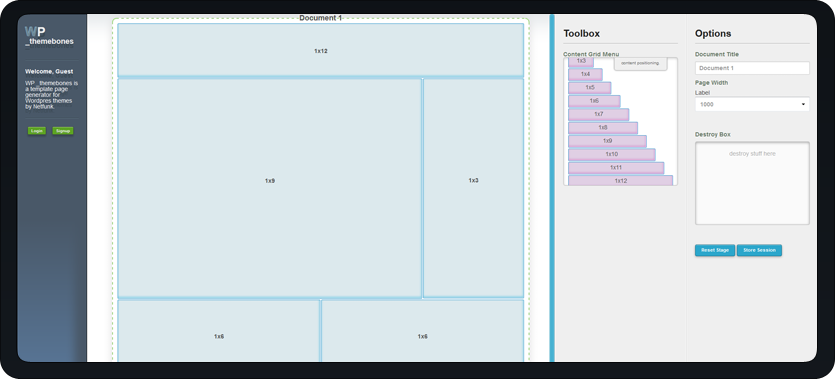 WP
_themebones
Welcome, Guest
WP_themebones is
a template page
generator for
Wordpres themes
by Netfunk
Login
Signup
Document 1
1x12
1x9
1x3
1x6
1x6
Toolbox
Content Grid Menu
1x3
content positioning
1x4
1x5
1x6
1x7
1x8
1x9
1x10
1x11
1x12
Options
Document Title
Document 1
Page Width
Label
1000
Destroy Box
destroy stuff here
Reset Stage
Store Session